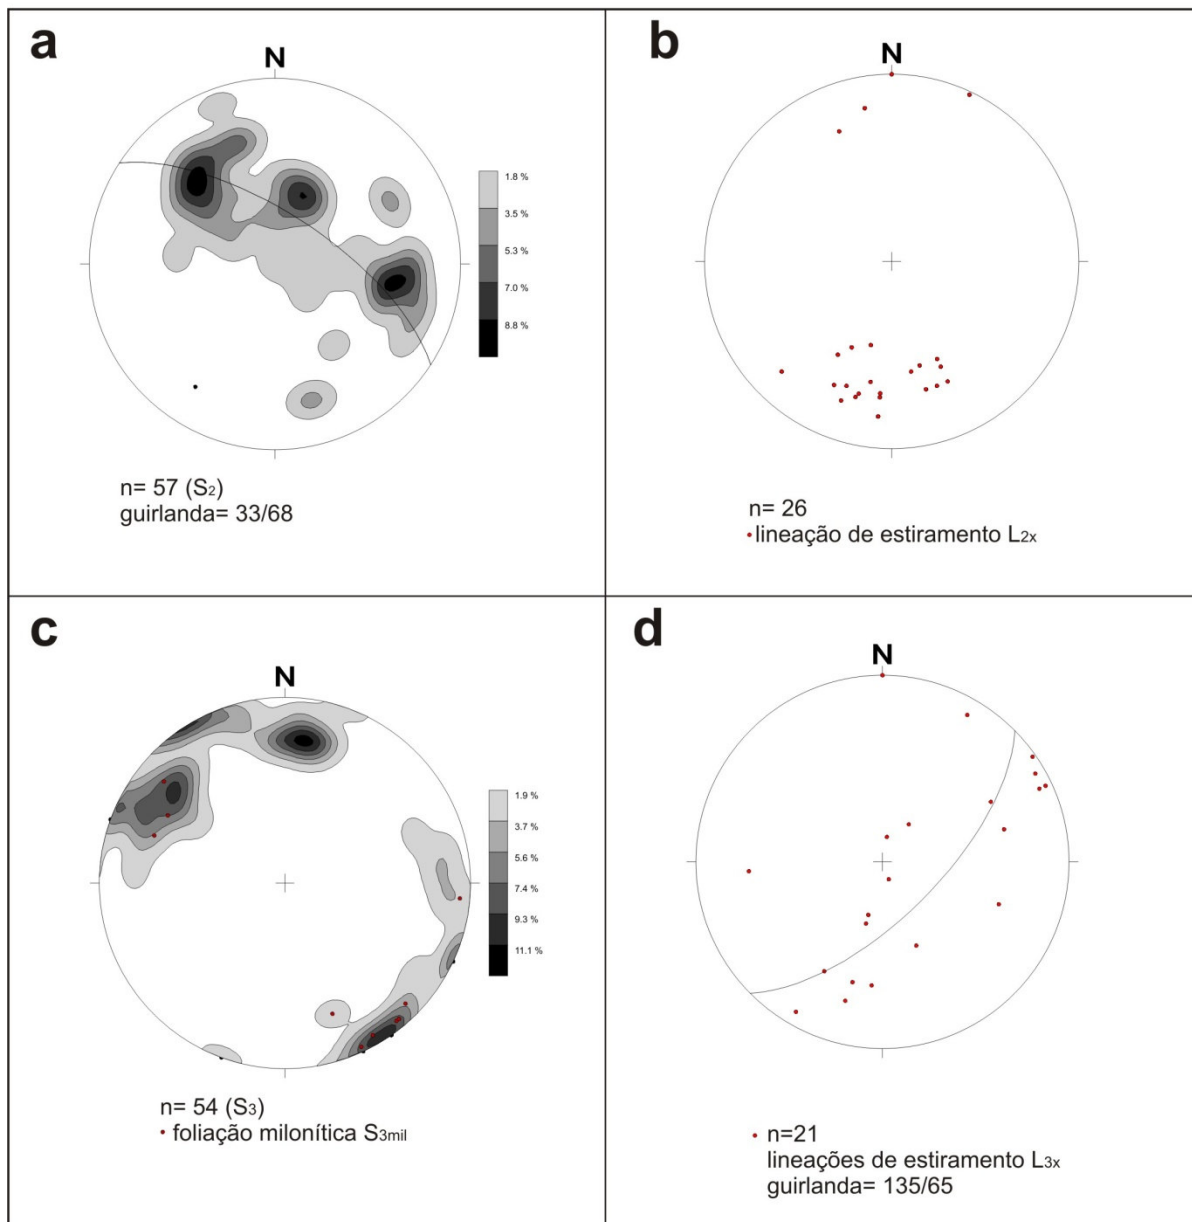 a
N
1.8 %
3.5 %
5.3 %
7.0 %
8.8 %
n= 57 (S2)
guirlanda= 33/68
b
N
n= 26
lineação de estiramento L2x
c
N
1.9 %
3.7 %
5.6 %
7.4 %
9.3 %
11.1 %
n= 54 (S3)
foliação milonítica S3mil
d
N
n=21
lineações de estiramento L3x
guirlanda= 135/65